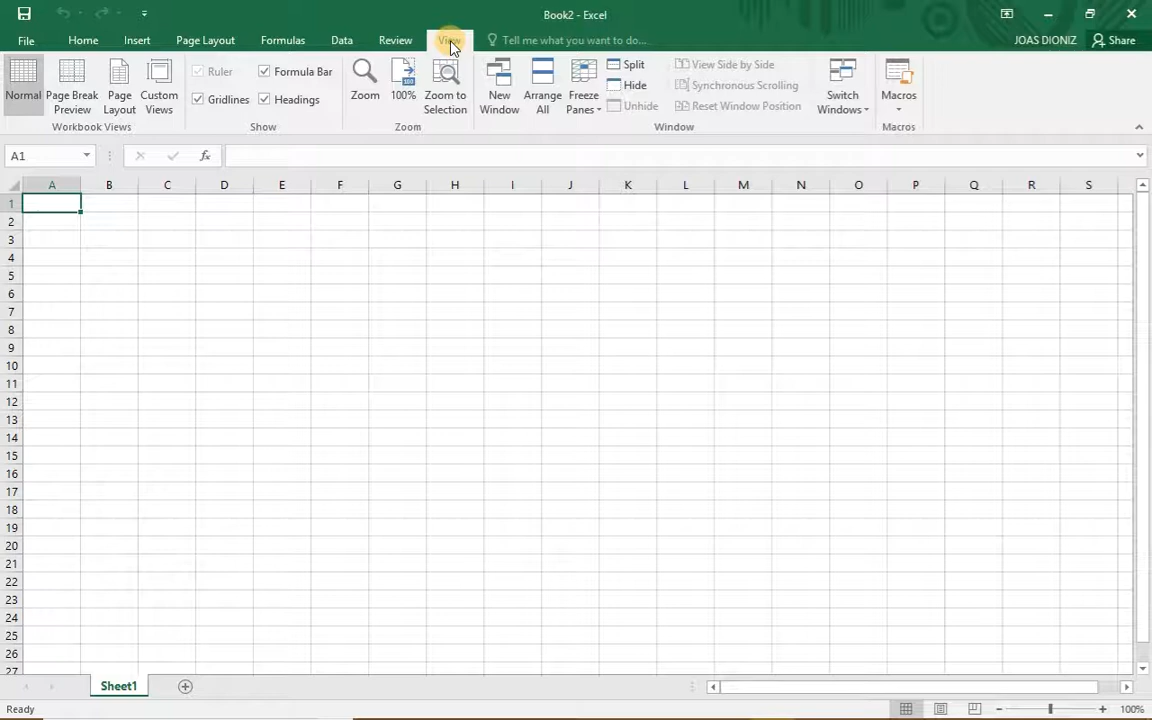 Book2 - Excel
File Home Insert Page Layout Formulas Data Review View Tell me what you want to do... JOAS DIONIZ Share
Normal Page Break Preview Page Layout Custom Views
Workbook Views
Ruler Formula Bar
Gridlines Headings
Show
Zoom 100% Zoom to Selection
Zoom
New Window Arrange All Freeze Panes
Split View Side by Side
Hide Synchronous Scrolling
Unhide Reset Window Position
Window
Switch Windows
Macros
Macros
A1 fx
A B C D E F G H I J K L M N O P Q R S
1
2
3
4
5
6
7
8
9
10
11
12
13
14
15
16
17
18
19
20
21
22
23
24
25
26
27
Sheet1
Ready 100%